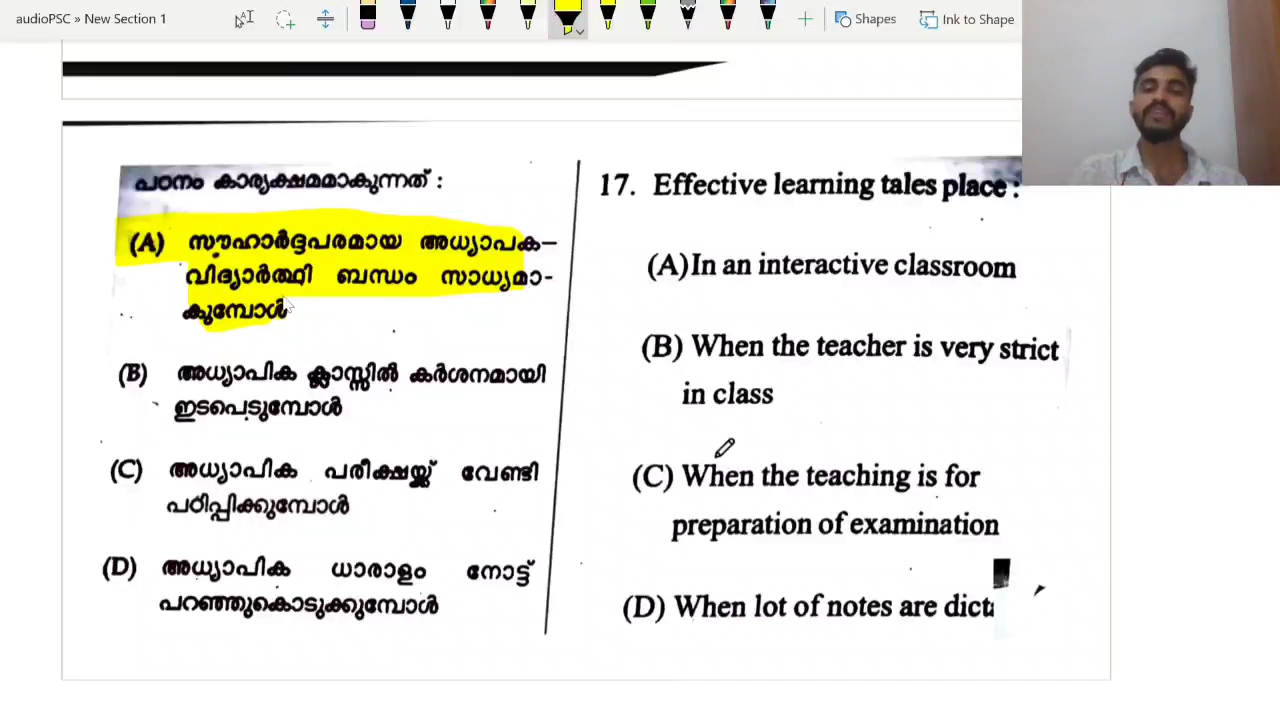 audioPSC » New Section 1
Shapes
Ink to Shape
പഠനം കാര്യക്ഷമമാകുന്നത് :
(A) സൗഹാർദ്ദപരമായ അധ്യാപക–
വിദ്യാർത്ഥി ബന്ധം സാധ്യമാ-
കുമ്പോൾ
(B) അധ്യാപിക ക്ലാസ്സിൽ കർശനമായി
ഇടപെടുമ്പോൾ
(C) അധ്യാപിക പരീക്ഷയ്ക്ക് വേണ്ടി
പഠിപ്പിക്കുമ്പോൾ
(D) അധ്യാപിക ധാരാളം നോട്ട്
പറഞ്ഞുകൊടുക്കുമ്പോൾ
17. Effective learning tales place :
(A) In an interactive classroom
(B) When the teacher is very strict
in class
(C) When the teaching is for
preparation of examination
(D) When lot of notes are